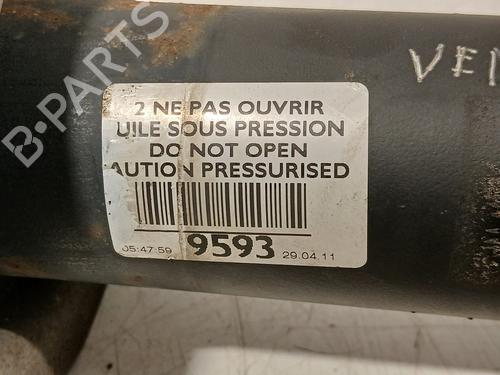 B-PARTS
VEI
2 NE PAS OUVRIR
UILE SOUS PRESSION
DO NOT OPEN
AUTION PRESSURISED
05:47:59 9593 29.04.11